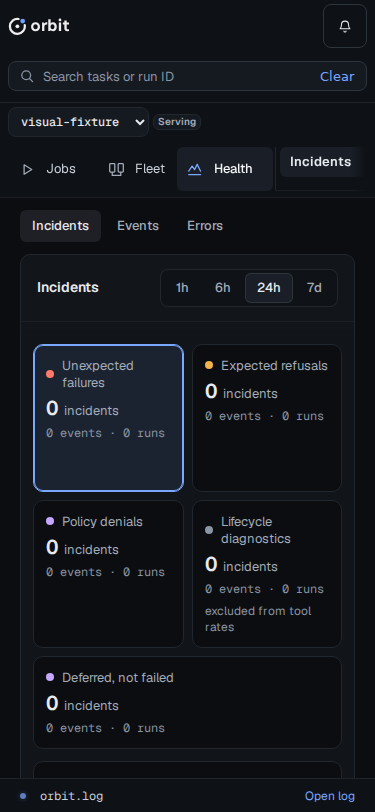 orbit
Search tasks or run ID Clear
visual-fixture Serving
Jobs Fleet Health Incidents
Incidents Events Errors
Incidents 1h 6h 24h 7d
Unexpected
failures
0 incidents
0 events · 0 runs
Expected refusals
0 incidents
0 events · 0 runs
Policy denials
0 incidents
0 events · 0 runs
Lifecycle
diagnostics
0 incidents
0 events · 0 runs
excluded from tool
rates
Deferred, not failed
0 incidents
0 events · 0 runs
orbit.log Open log